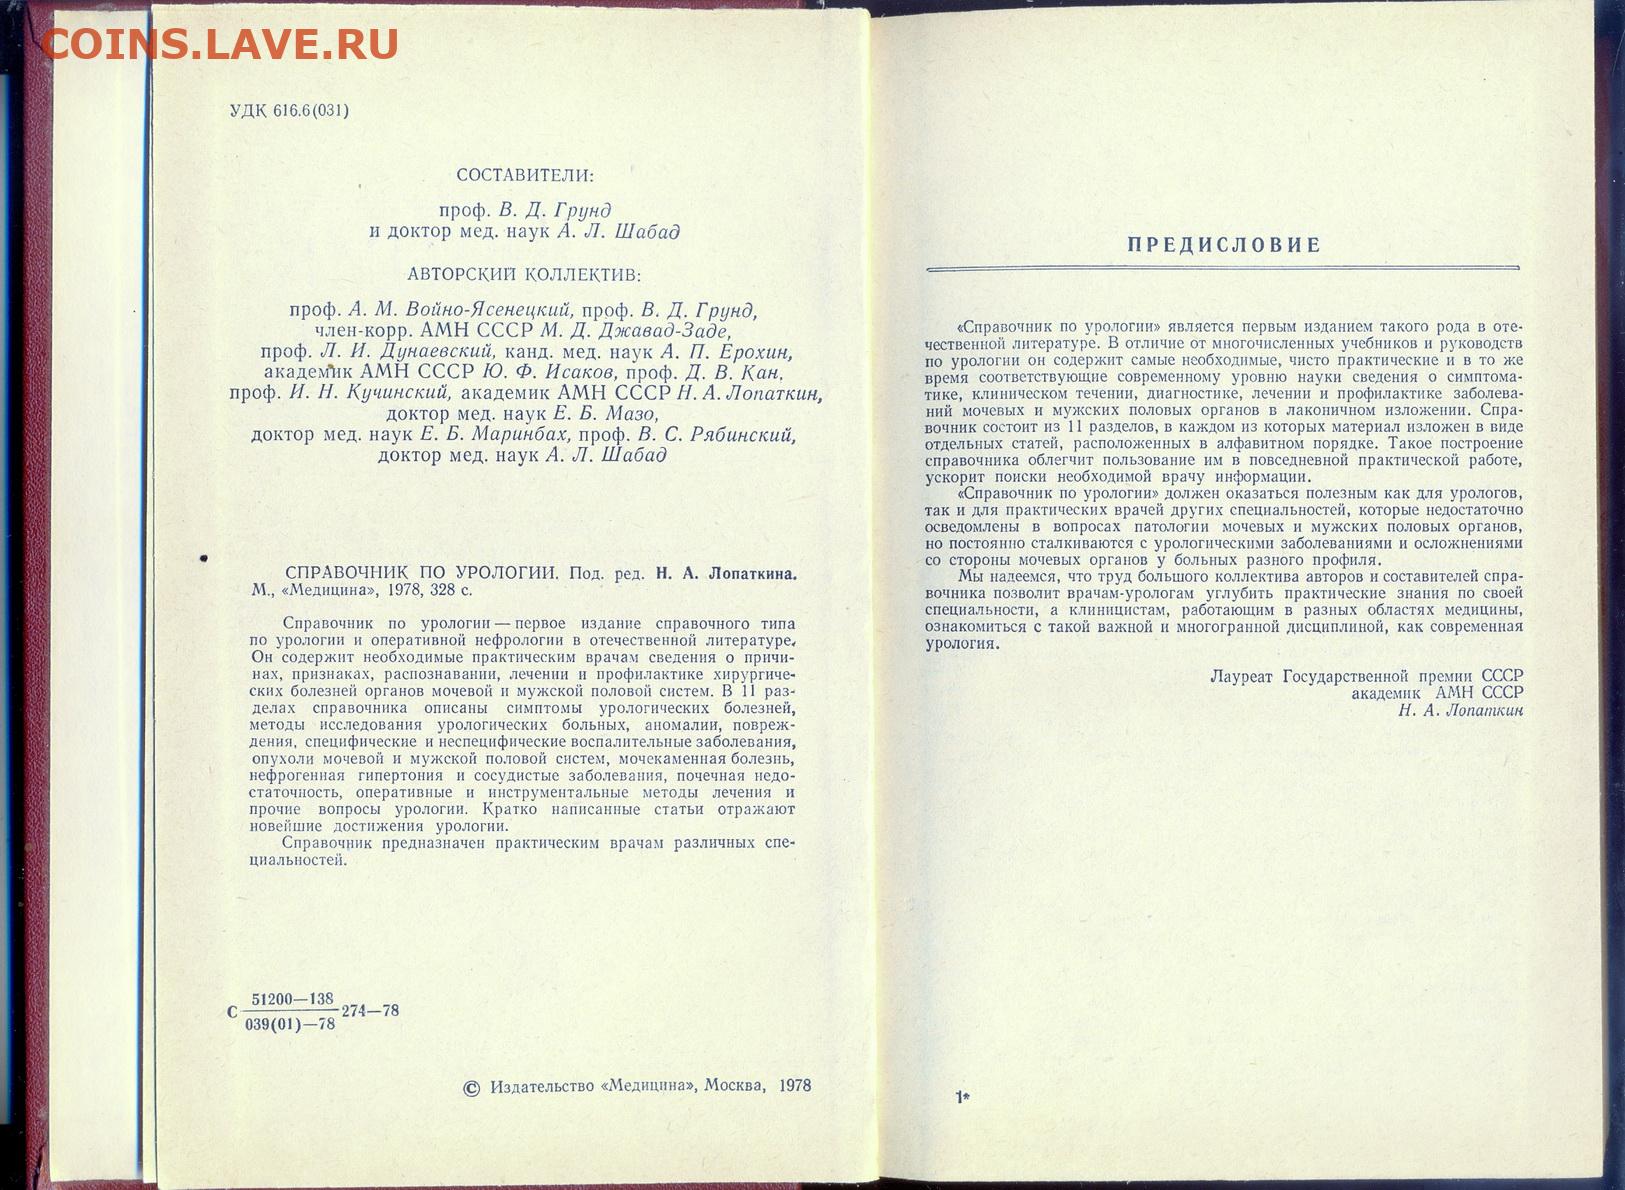 COINS.LAVE.RU
УДК 616.6(031)
СОСТАВИТЕЛИ:
проф. В. Д. Грунд
и доктор мед. наук А. Л. Шабад
АВТОРСКИЙ КОЛЛЕКТИВ:
проф. А. М. Войно-Ясенецкий, проф. В. Д. Грунд,
член-корр. АМН СССР М. Д. Джавад-Заде,
проф. Л. И. Дунаевский, канд. мед. наук А. П. Ерохин,
академик АМН СССР Ю. Ф. Исаков, проф. Д. В. Кан,
проф. И. Н. Кучинский, академик АМН СССР Н. А. Лопаткин,
доктор мед. наук Е. Б. Мазо,
доктор мед. наук Е. Б. Маринбах, проф. В. С. Рябинский,
доктор мед. наук А. Л. Шабад
СПРАВОЧНИК ПО УРОЛОГИИ. Под. ред. Н. А. Лопаткина.
М., «Медицина», 1978, 328 с.
Справочник по урологии — первое издание справочного типа
по урологии и оперативной нефрологии в отечественной литературе.
Он содержит необходимые практическим врачам сведения о причи-
нах, признаках, распознавании, лечении и профилактике хирургиче-
ских болезней органов мочевой и мужской половой систем. В 11 раз-
делах справочника описаны симптомы урологических болезней,
методы исследования урологических больных, аномалии, повреж-
дения, специфические и неспецифические воспалительные заболевания,
опухоли мочевой и мужской половой систем, мочекаменная болезнь,
нефрогенная гипертония и сосудистые заболевания, почечная недо-
статочность, оперативные и инструментальные методы лечения и
прочие вопросы урологии. Кратко написанные статьи отражают
новейшие достижения урологии.
Справочник предназначен практическим врачам различных спе-
циальностей.
С 51200—138
039(01)—78 274—78
© Издательство «Медицина», Москва, 1978
ПРЕДИСЛОВИЕ
«Справочник по урологии» является первым изданием такого рода в оте-
чественной литературе. В отличие от многочисленных учебников и руководств
по урологии он содержит самые необходимые, чисто практические и в то же
время соответствующие современному уровню науки сведения о симптома-
тике, клиническом течении, диагностике, лечении и профилактике заболева-
ний мочевых и мужских половых органов в лаконичном изложении. Спра-
вочник состоит из 11 разделов, в каждом из которых материал изложен в виде
отдельных статей, расположенных в алфавитном порядке. Такое построение
справочника облегчит пользование им в повседневной практической работе,
ускорит поиски необходимой врачу информации.
«Справочник по урологии» должен оказаться полезным как для урологов,
так и для практических врачей других специальностей, которые недостаточно
осведомлены в вопросах патологии мочевых и мужских половых органов,
но постоянно сталкиваются с урологическими заболеваниями и осложнениями
со стороны мочевых органов у больных разного профиля.
Мы надеемся, что труд большого коллектива авторов и составителей спра-
вочника позволит врачам-урологам углубить практические знания по своей
специальности, а клиницистам, работающим в разных областях медицины,
ознакомиться с такой важной и многогранной дисциплиной, как современная
урология.
Лауреат Государственной премии СССР
академик АМН СССР
Н. А. Лопаткин
1*